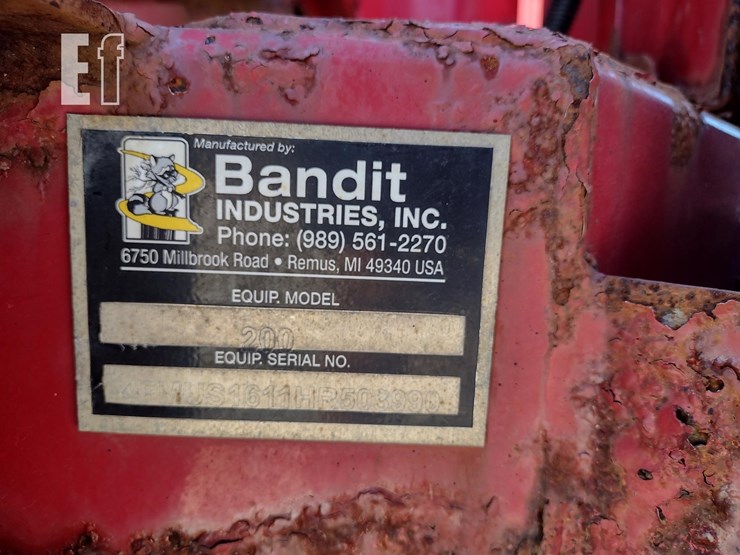 Ef
Manufactured by:
Bandit
INDUSTRIES, INC.
Phone: (989) 561-2270
6750 Millbrook Road • Remus, MI 49340 USA
EQUIP. MODEL
200
EQUIP. SERIAL NO.